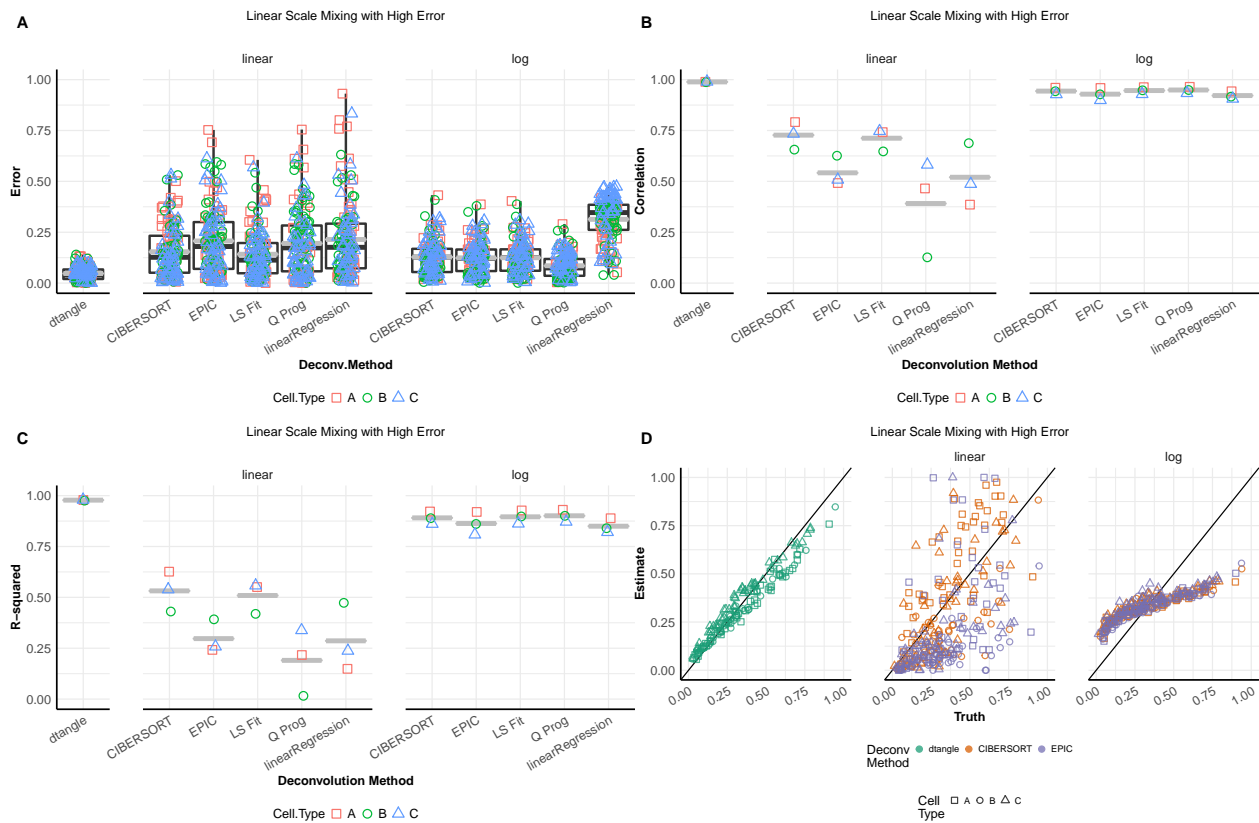 A
Linear Scale Mixing with High Error
linear
log
1.00
0.75
0.50
0.25
0.00
Error
dtangle
CIBERSORT
EPIC
LS Fit
Q Prog
linearRegression
CIBERSORT
EPIC
LS Fit
Q Prog
linearRegression
Deconv.Method
Cell.Type A B C
B
Linear Scale Mixing with High Error
linear
log
1.00
0.75
0.50
0.25
0.00
Correlation
dtangle
CIBERSORT
EPIC
LS Fit
Q Prog
linearRegression
CIBERSORT
EPIC
LS Fit
Q Prog
linearRegression
Deconvolution Method
Cell.Type A B C
C
Linear Scale Mixing with High Error
linear
log
1.00
0.75
0.50
0.25
0.00
R−squared
dtangle
CIBERSORT
EPIC
LS Fit
Q Prog
linearRegression
CIBERSORT
EPIC
LS Fit
Q Prog
linearRegression
Deconvolution Method
Cell.Type A B C
D
Linear Scale Mixing with High Error
linear
log
1.00
0.75
0.50
0.25
0.00
Estimate
0.00 0.25 0.50 0.75 1.00
0.00 0.25 0.50 0.75 1.00
0.00 0.25 0.50 0.75 1.00
Truth
Deconv
Method
dtangle CIBERSORT EPIC
Cell
Type
A B C